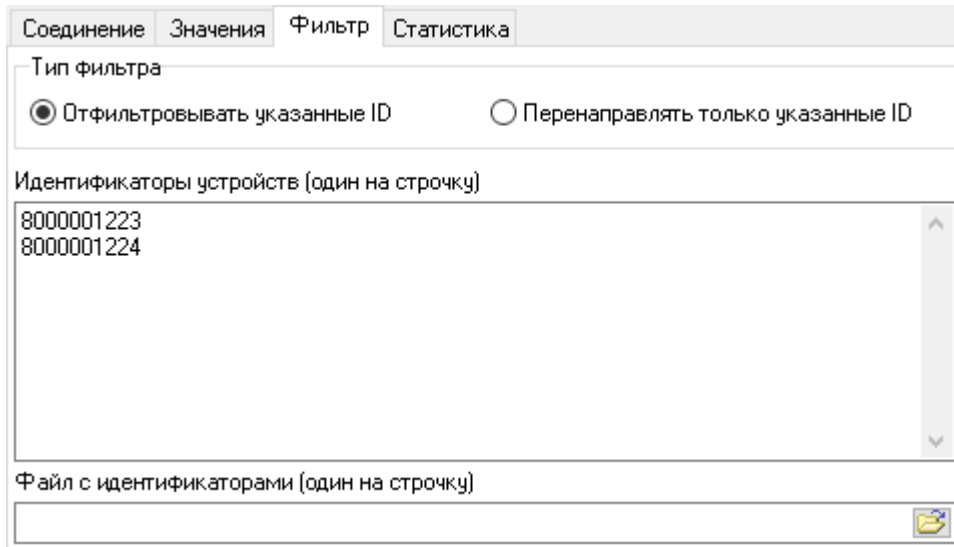 Соединение Значения Фильтр Статистика
Тип фильтра
Отфильтровывать указанные ID Перенаправлять только указанные ID
Идентификаторы устройств (один на строчку)
8000001223
8000001224
Файл с идентификаторами (один на строчку)